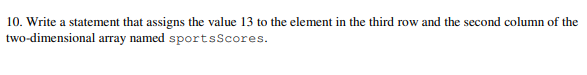 10. Write a statement that assigns the value 13 to the element in the third row and the second column of the
two-dimensional array named sportsScores.